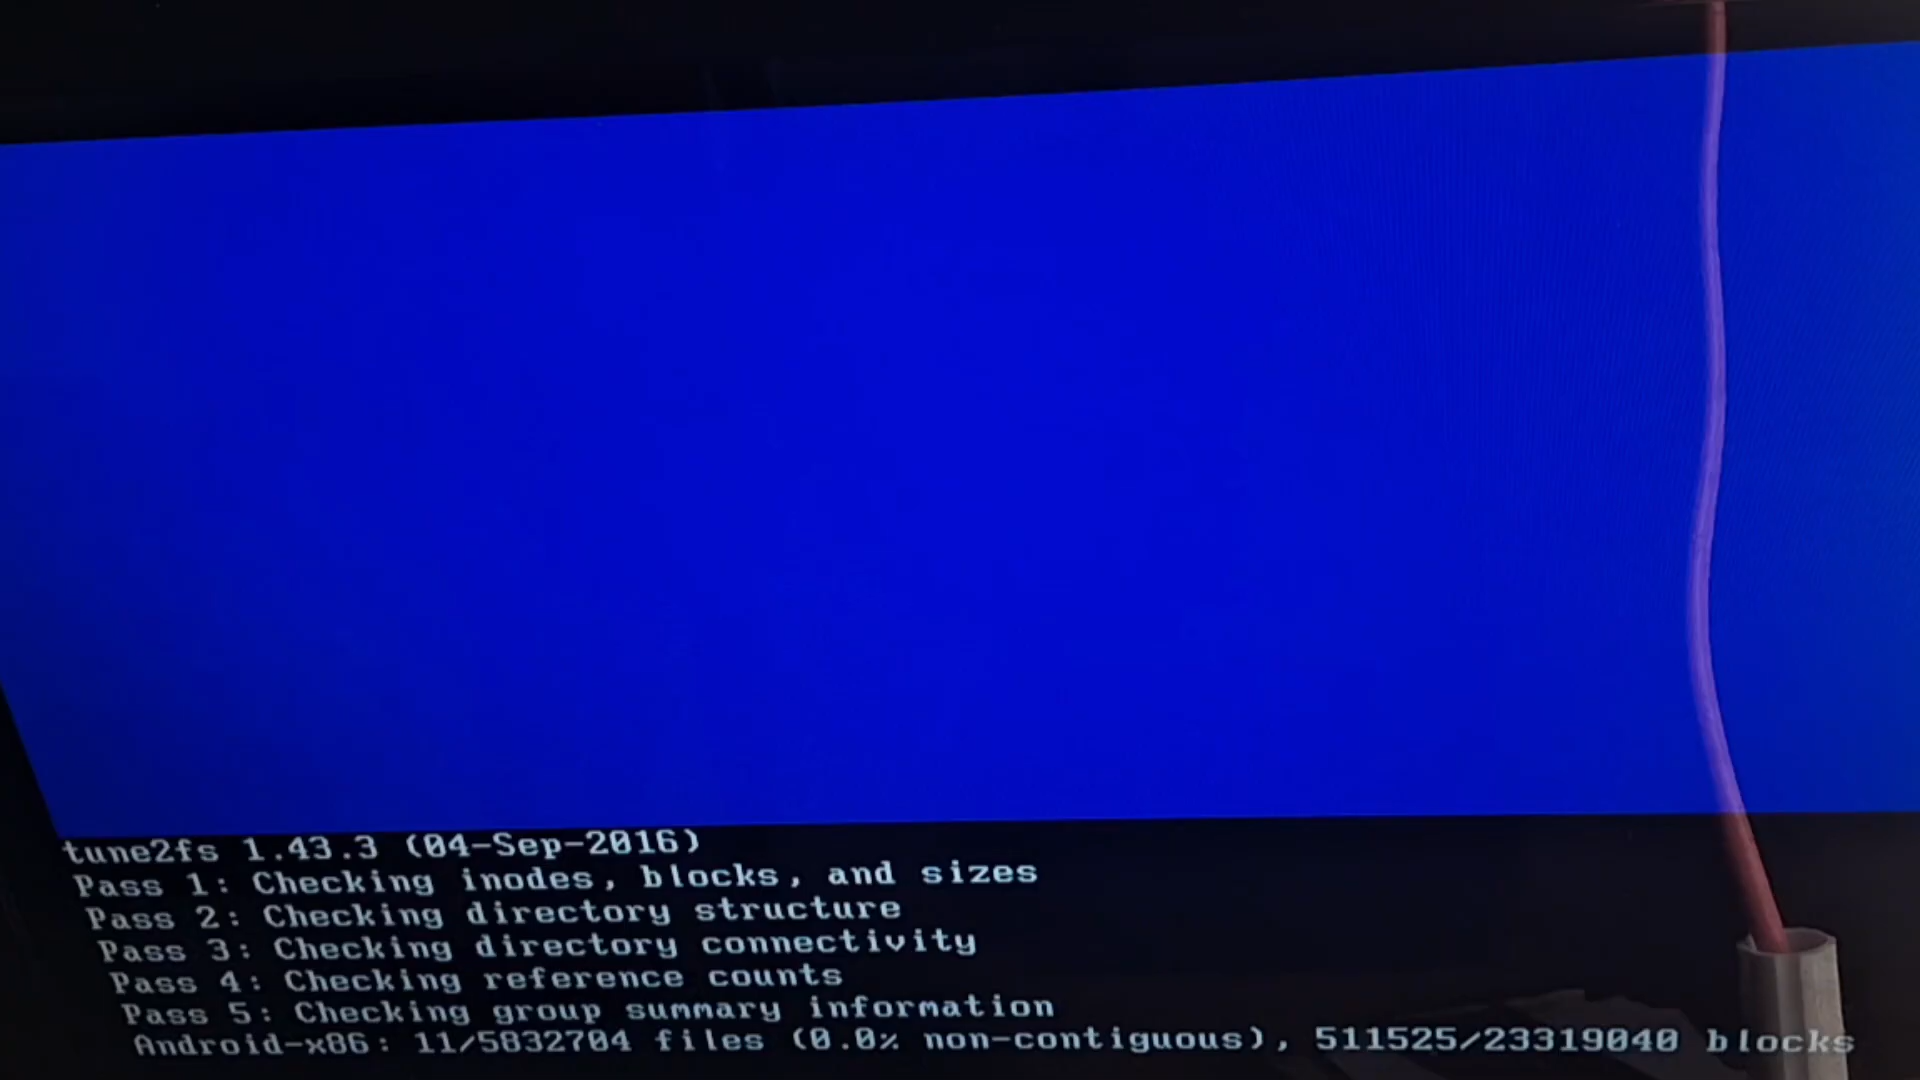 tune2fs 1.43.3 (04-Sep-2016)
Pass 1: Checking inodes, blocks, and sizes
Pass 2: Checking directory structure
Pass 3: Checking directory connectivity
Pass 4: Checking reference counts
Pass 5: Checking group summary information
Android-x86: 11/5832704 files (0.0% non-contiguous), 511525/23319040 blocks